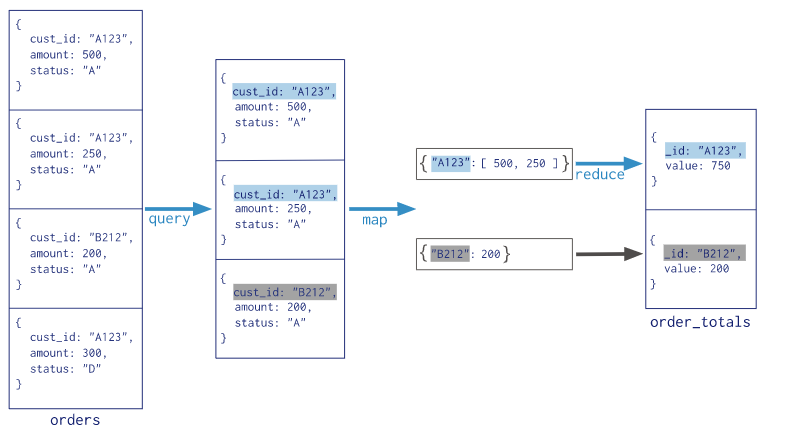 {
cust_id: "A123",
amount: 500,
status: "A"
}
{
cust_id: "A123",
amount: 250,
status: "A"
}
{
cust_id: "B212",
amount: 200,
status: "A"
}
{
cust_id: "A123",
amount: 300,
status: "D"
}
orders
query
{
cust_id: "A123",
amount: 500,
status: "A"
}
{
cust_id: "A123",
amount: 250,
status: "A"
}
{
cust_id: "B212",
amount: 200,
status: "A"
}
map
{"A123": [ 500, 250 ]}
{"B212": 200}
reduce
{
_id: "A123",
value: 750
}
{
_id: "B212",
value: 200
}
order_totals